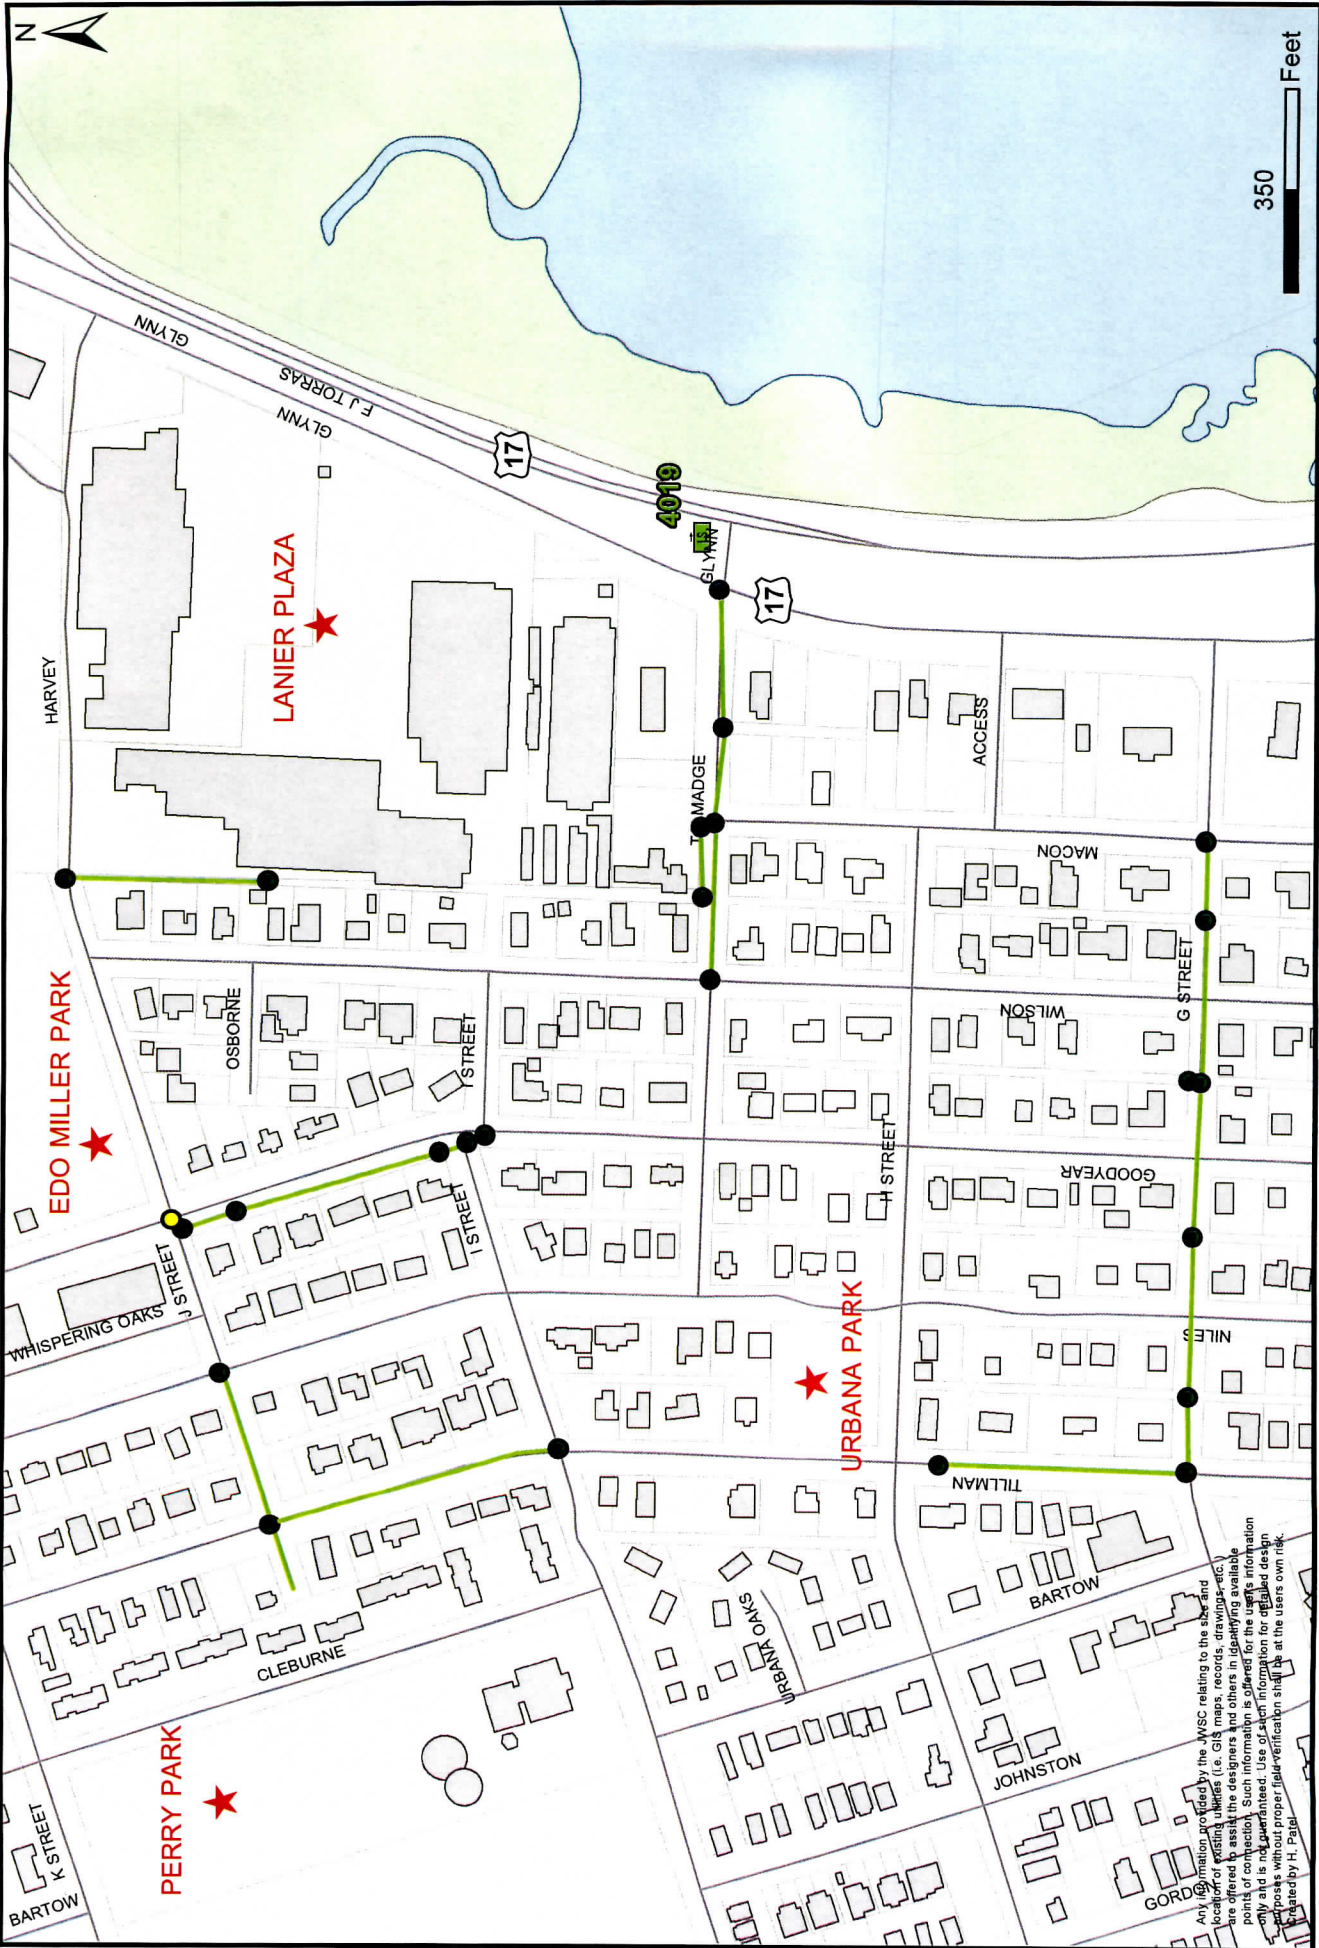 N
GLYNN
F J TORRAS
GLYNN
17
HARVEY
LANIER PLAZA
4019
LS
GLYNN
17
TALMADGE
ACCESS
MACON
EDO MILLER PARK
OSBORNE
I STREET
WILSON
G STREET
J STREET
WHISPERING OAKS
I STREET
H STREET
GOODYEAR
URBANA PARK
NILES
TILLMAN
CLEBURNE
URBANA OAKS
BARTOW
PERRY PARK
K STREET
BARTOW
JOHNSTON
GORDON
350
Feet
Any information provided by the JWSC relating to the size and
location of existing utilities (i.e. GIS maps, records, drawings, etc.)
are offered to assist the designers and others in identifying available
points of connection. Such information is offered for the user's information
only and is not guaranteed. Use of such information for detailed design
purposes without proper field verification shall be at the users own risk.
Created by H. Patel